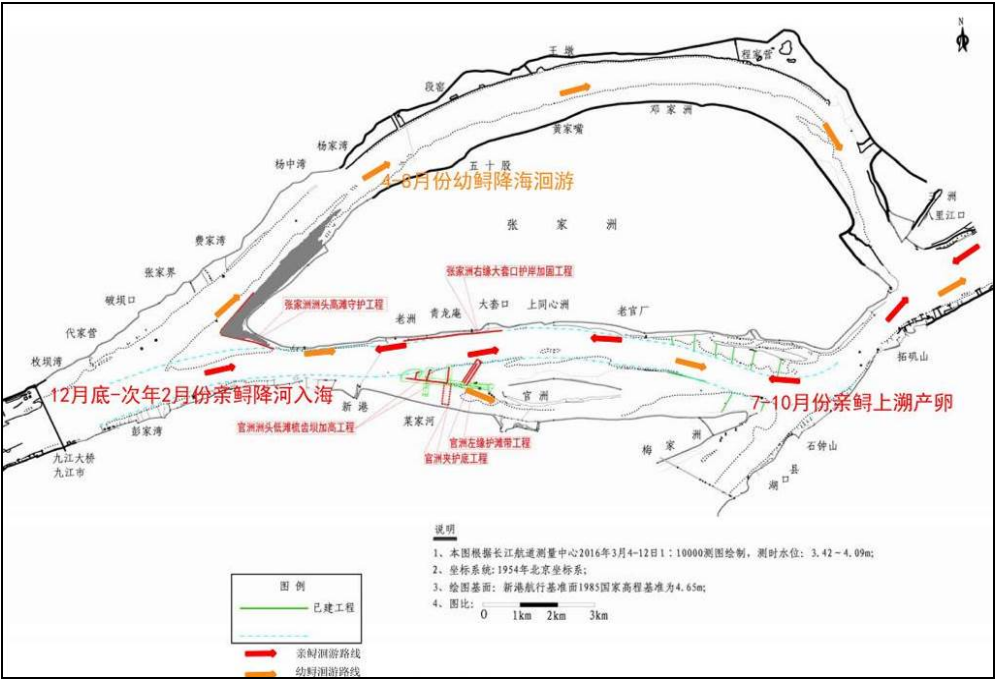 N
王墩
程家营
段窑
邓家洲
黄家嘴
杨家湾
杨中湾
五十股
4-8月份幼鲟降海洄游
三洲
八里江口
张家洲
费家湾
张家界
张家洲右缘大套口护岸加固工程
破坝口
张家洲洲头高滩守护工程
大套口
上同心洲
老官厂
老洲
青龙庵
代家营
枚坝湾
拓矶山
12月底-次年2月份亲鲟降河入海
7-10月份亲鲟上溯产卵
新港
官洲
彭家湾
官洲洲头低滩梳齿坝加高工程
菜家河
官洲左缘护滩带工程
官洲夹护底工程
梅家洲
石钟山
九江大桥
九江市
湖口县
说明
1、本图根据长江航道测量中心2016年3月4-12日1:10000测图绘制，测时水位：3.42~4.09m;
2、坐标系统:1954年北京坐标系;
3、绘图基面：新港航行基准面1985国家高程基准为4.65m;
4、图比:
0 1km 2km 3km
图例
已建工程
亲鲟洄游路线
幼鲟洄游路线